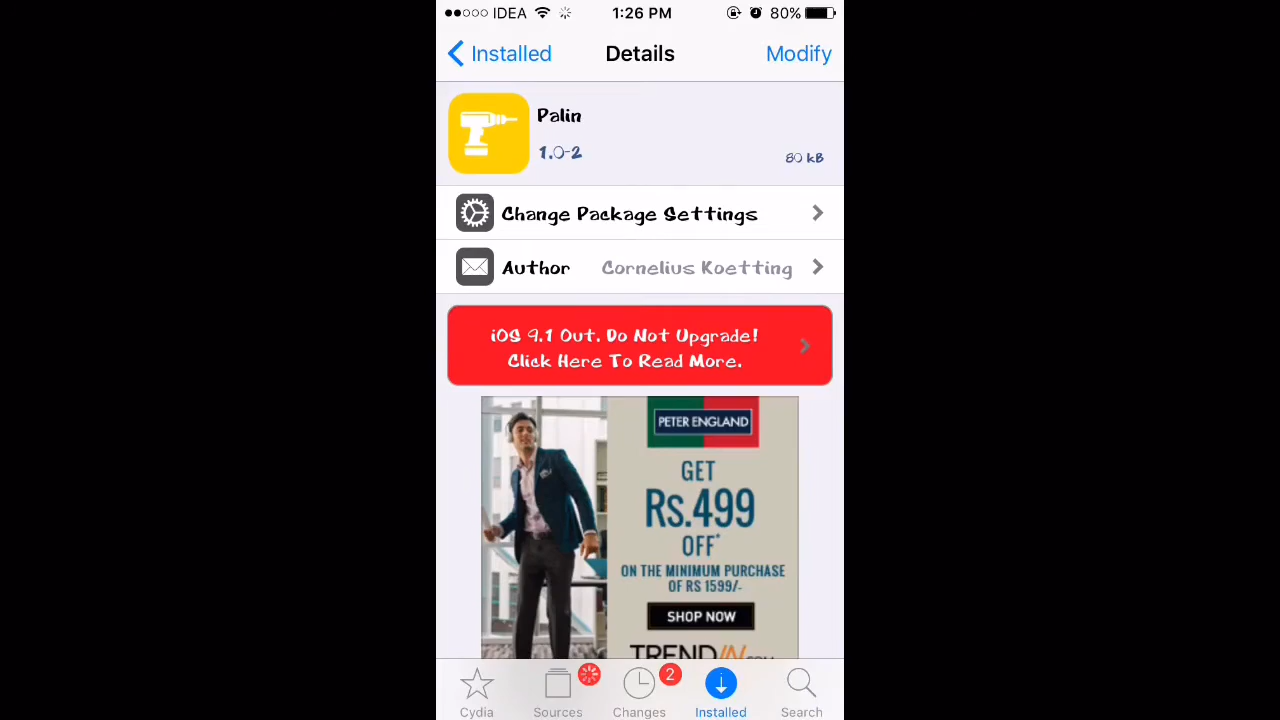 IDEA 1:26 PM 80%
Installed Details Modify
Palin
1.0-2 80 kB
Change Package Settings
Author Cornelius Koetting
iOS 9.1 Out. Do Not Upgrade!
Click Here To Read More.
PETER ENGLAND
GET
Rs.499
OFF*
ON THE MINIMUM PURCHASE
OF RS 1599/-
SHOP NOW
TRENDIN.COM
2
Cydia Sources Changes Installed Search